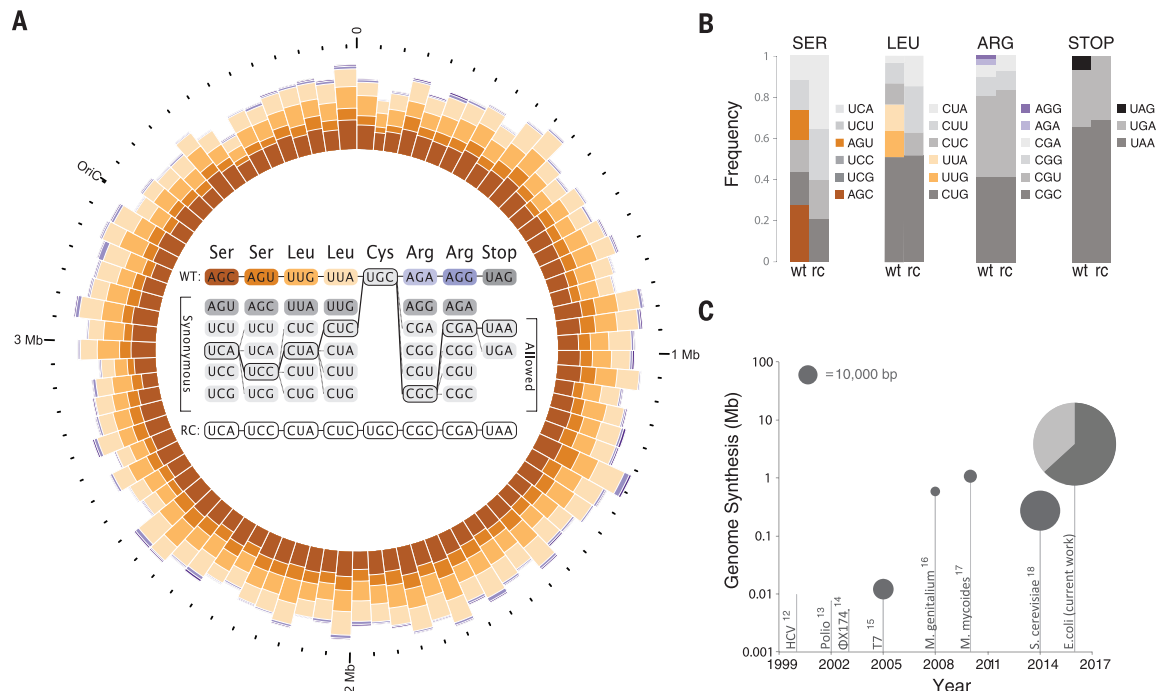 A
0
OriC
3 Mb
1 Mb
2 Mb
Ser Ser Leu Leu Cys Arg Arg Stop
WT: AGC AGU UUG UUA UGC AGA AGG UAG
Synonymous
AGU AGC UUA UUG AGG AGA
UCU UCU CUC CUC CGA CGA UAA
UCA UCA CUA CUA CGG CGG UGA
UCC UCC CUU CUU CGU CGU
UCG UCG CUG CUG CGC CGC
Allowed
RC: UCA UCC CUA CUC UGC CGC CGA UAA
B
SER LEU ARG STOP
Frequency
1
0.8
0.6
0.4
0.2
0
wt rc wt rc wt rc wt rc
UCA
UCU
AGU
UCC
UCG
AGC
CUA
CUU
CUC
UUA
UUG
CUG
AGG
AGA
CGA
CGG
CGU
CGC
UAG
UGA
UAA
C
Genome Synthesis (Mb)
100
10
1
0.1
0.01
0.001
=10,000 bp
HCV 12
Polio 13
ΦX174 14
T7 15
M. genitalium 16
M. mycoides 17
S. cerevisiae 18
E.coli (current work)
1999 2002 2005 2008 2011 2014 2017
Year